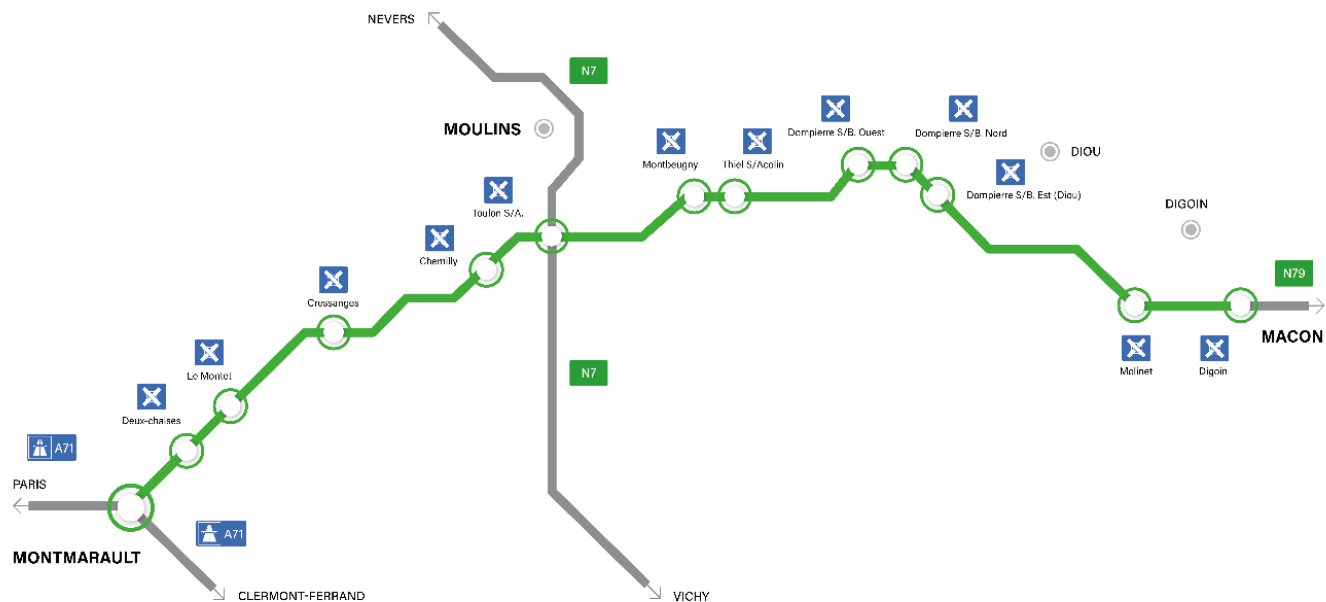 NEVERS
N7
MOULINS
Dompierre S/B. Ouest
Dompierre S/B. Nord
Montbeugny
Thiel S/Acolin
DIOU
Dompierre S/B. Est (Diou)
Toulon S/A.
DIGOIN
Chemilly
N79
Cressanges
MACON
Le Montet
Molinet
Digoin
N7
Deux-chaises
A71
PARIS
A71
MONTMARAULT
CLERMONT-FERRAND
VICHY